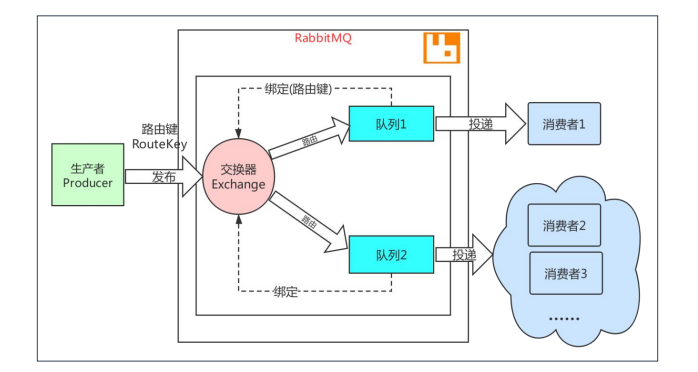 RabbitMQ
绑定(路由键)
路由键
RouteKey
生产者
Producer
发布
交换器
Exchange
路由
路由
队列1
投递
消费者1
队列2
投递
消费者2
消费者3
......
绑定